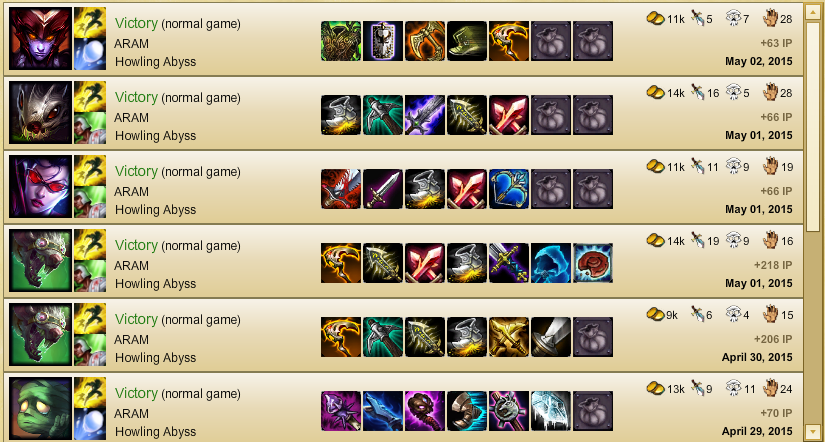 Victory (normal game) 11k 5 7 28
ARAM +63 IP
Howling Abyss May 02, 2015
Victory (normal game) 14k 16 5 28
ARAM +66 IP
Howling Abyss May 01, 2015
Victory (normal game) 11k 11 9 19
ARAM +66 IP
Howling Abyss May 01, 2015
Victory (normal game) 14k 19 9 16
ARAM +218 IP
Howling Abyss May 01, 2015
Victory (normal game) 9k 6 4 15
ARAM +206 IP
Howling Abyss April 30, 2015
Victory (normal game) 13k 9 11 24
ARAM +70 IP
Howling Abyss April 29, 2015